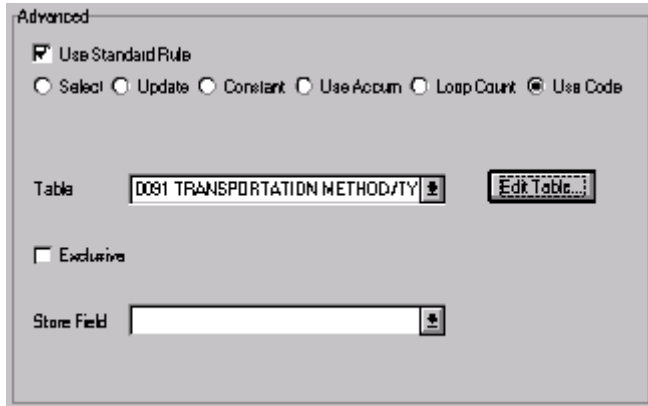 Advanced
Use Standard Rule
Select Update Constant Use Accum Loop Count Use Code
Table 0091 TRANSPORTATION METHOD/TY Edit Table...
Exclusive
Store Field